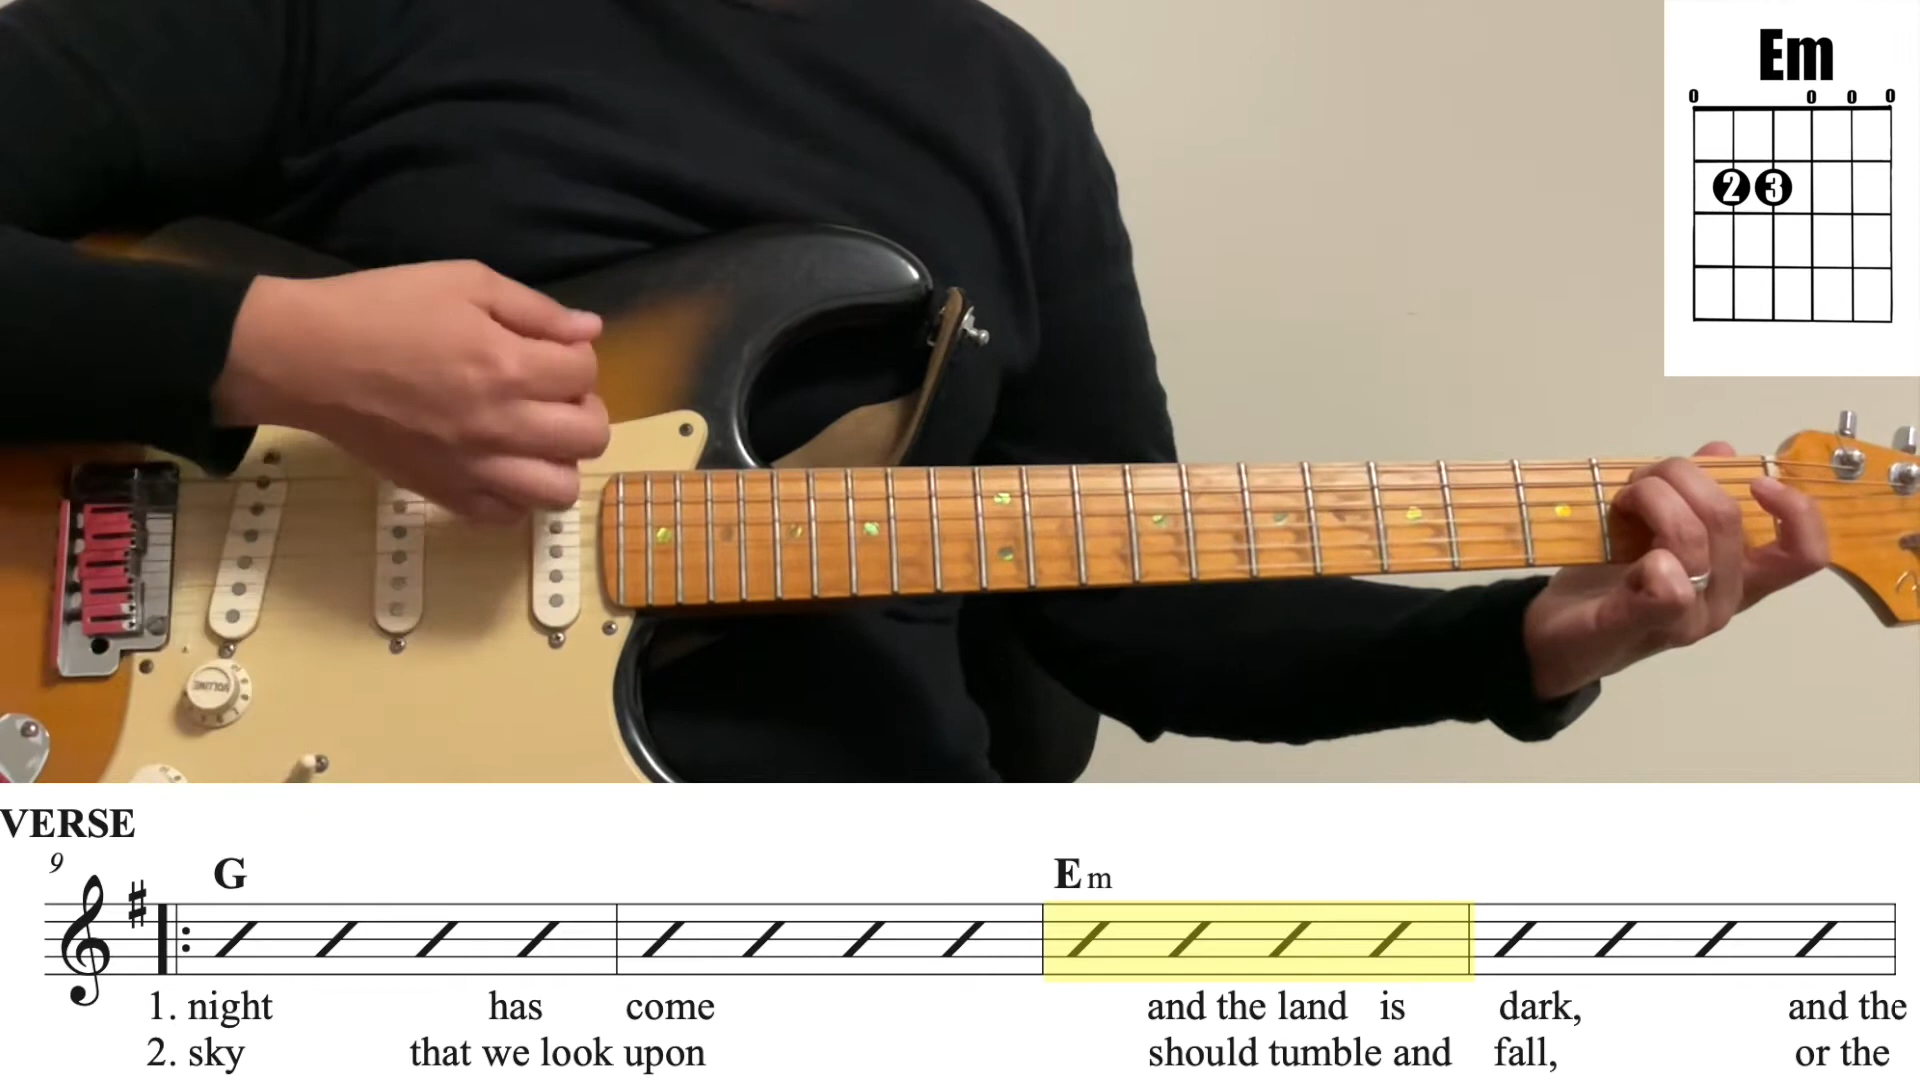 Em
0 0 0 0
2 3
VOLUME
VERSE
9
G Em
1. night has come and the land is dark, and the
2. sky that we look upon should tumble and fall, or the